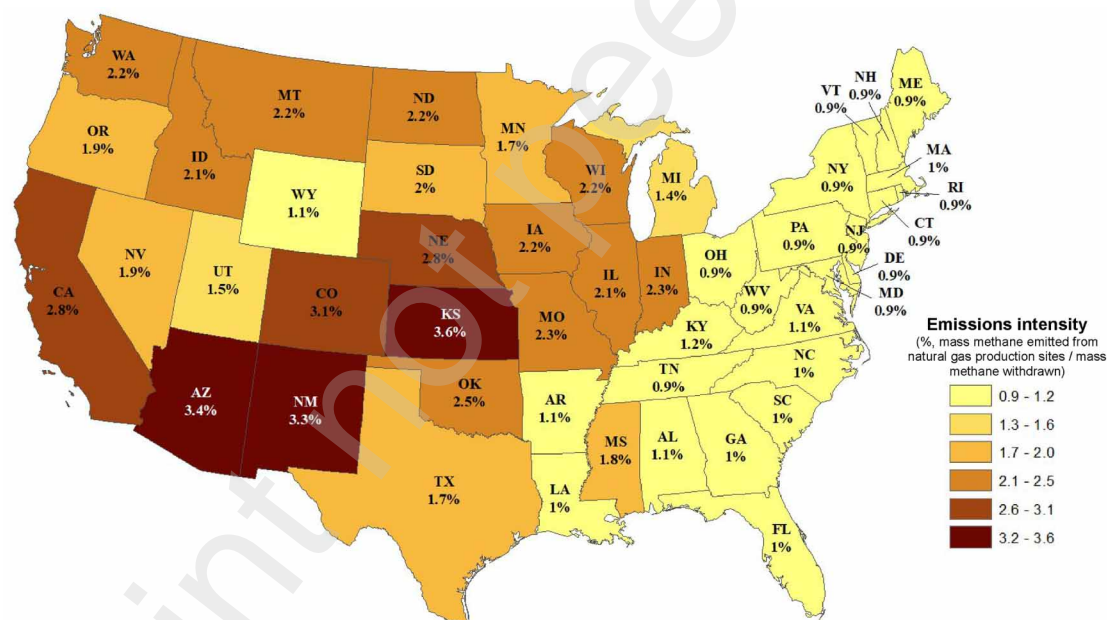 WA
2.2%
MT
2.2%
ND
2.2%
MN
1.7%
OR
1.9%
ID
2.1%
WY
1.1%
SD
2%
WI
2.2%
MI
1.4%
VT
0.9%
NH
0.9%
ME
0.9%
MA
1%
RI
0.9%
CT
0.9%
NY
0.9%
PA
0.9%
NJ
0.9%
DE
0.9%
MD
0.9%
NV
1.9%
UT
1.5%
CO
3.1%
NE
2.8%
IA
2.2%
IL
2.1%
IN
2.3%
OH
0.9%
WV
0.9%
VA
1.1%
CA
2.8%
KS
3.6%
MO
2.3%
KY
1.2%
NC
1%
TN
0.9%
SC
1%
AZ
3.4%
NM
3.3%
OK
2.5%
AR
1.1%
MS
1.8%
AL
1.1%
GA
1%
TX
1.7%
LA
1%
FL
1%
Emissions intensity
(%, mass methane emitted from
natural gas production sites / mass
methane withdrawn)
0.9 - 1.2
1.3 - 1.6
1.7 - 2.0
2.1 - 2.5
2.6 - 3.1
3.2 - 3.6
int not pee